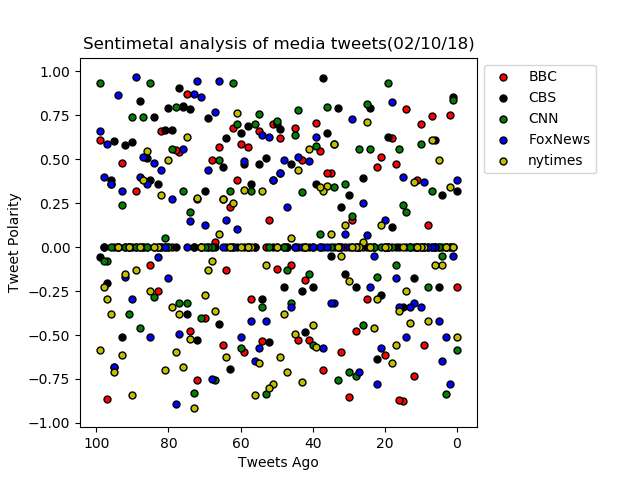 Sentimetal analysis of media tweets(02/10/18)
1.00
0.75
0.50
0.25
0.00
−0.25
−0.50
−0.75
−1.00
Tweet Polarity
100
80
60
40
20
0
Tweets Ago
BBC
CBS
CNN
FoxNews
nytimes